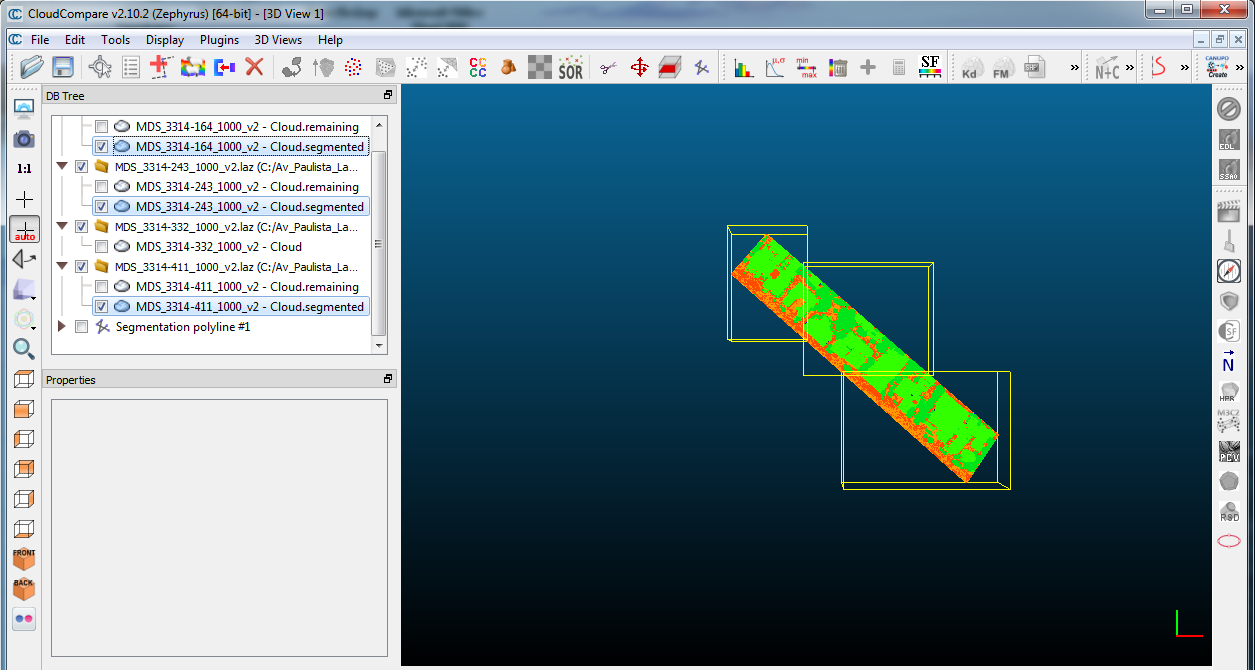 CloudCompare v2.10.2 (Zephyrus) [64-bit] - [3D View 1]
File Edit Tools Display Plugins 3D Views Help
SOR
μ,σ
min max
SF
Kd
FM
SHP
»
N+C
»
»
CANUPO Create
»
DB Tree
MDS_3314-164_1000_v2 - Cloud.remaining
MDS_3314-164_1000_v2 - Cloud.segmented
MDS_3314-243_1000_v2.laz (C:/Av_Paulista_La...
MDS_3314-243_1000_v2 - Cloud.remaining
MDS_3314-243_1000_v2 - Cloud.segmented
MDS_3314-332_1000_v2.laz (C:/Av_Paulista_La...
MDS_3314-332_1000_v2 - Cloud
MDS_3314-411_1000_v2.laz (C:/Av_Paulista_La...
MDS_3314-411_1000_v2 - Cloud.remaining
MDS_3314-411_1000_v2 - Cloud.segmented
Segmentation polyline #1
Properties
1:1
auto
FRONT
BACK
EDL
SSAO
SF
N
HPR
M3C2
PCV
RSD